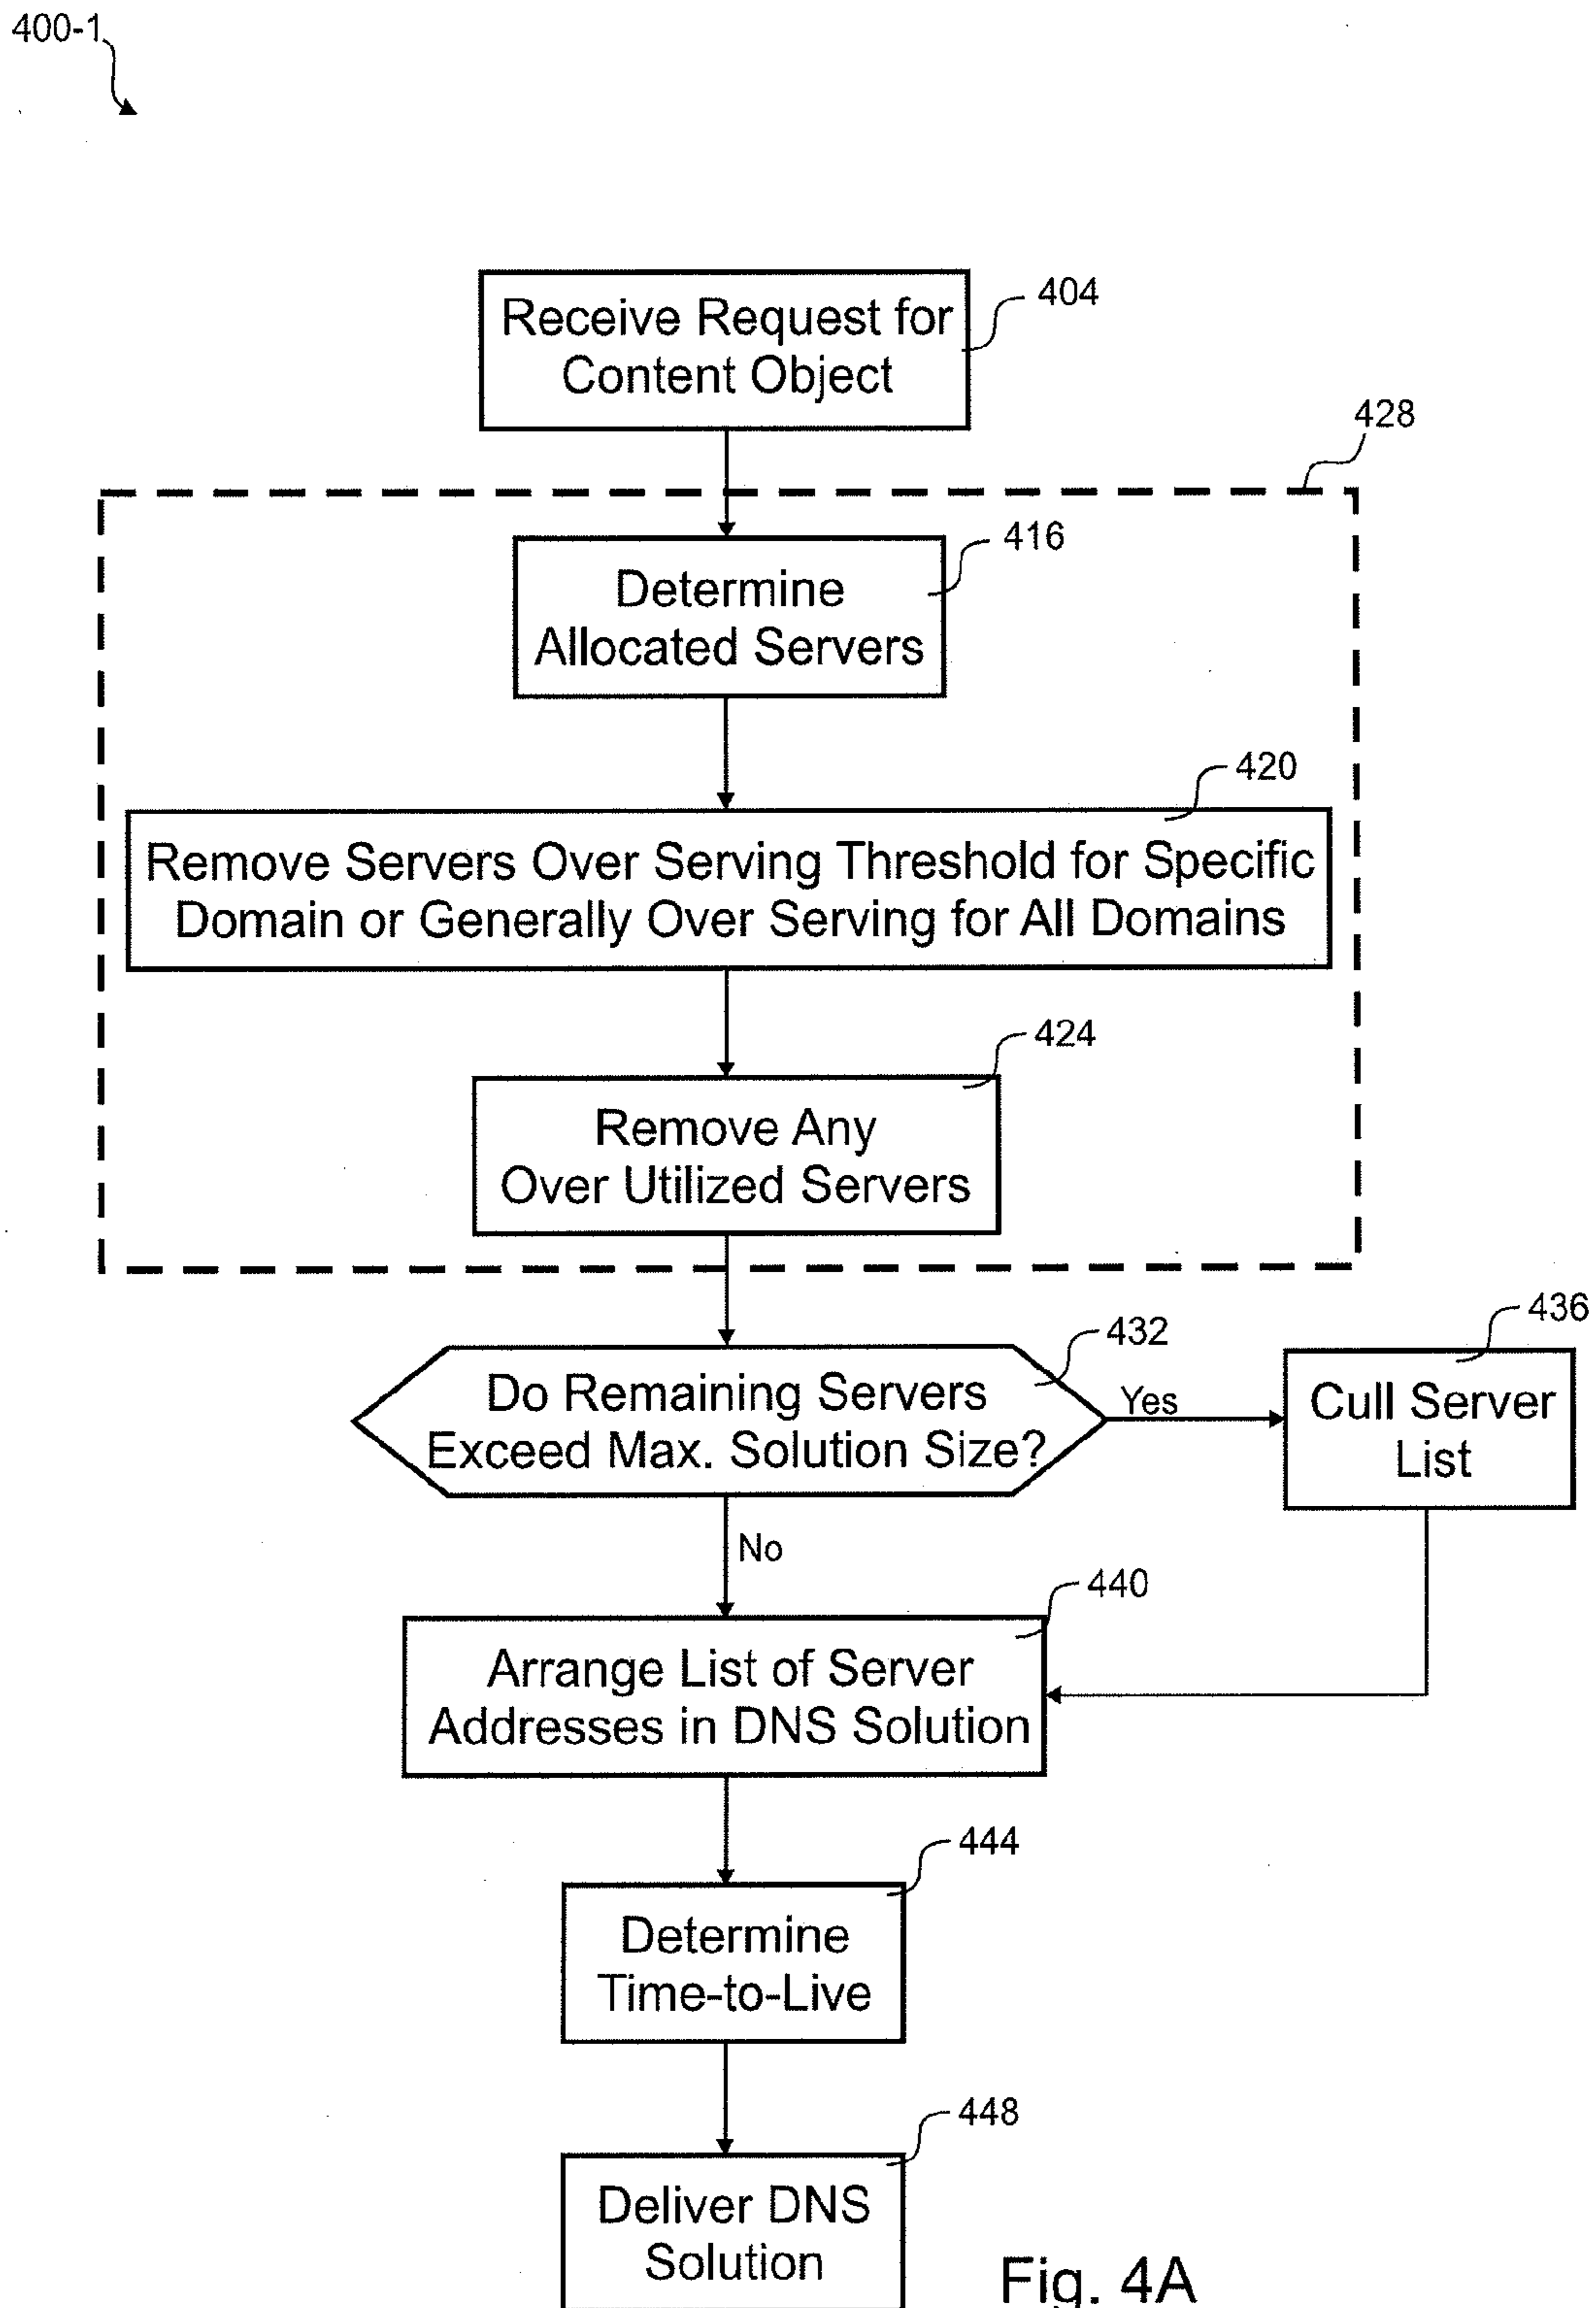 400-1
Receive Request for
Content Object
404
428
Determine
Allocated Servers
416
420
Remove Servers Over Serving Threshold for Specific
Domain or Generally Over Serving for All Domains
424
Remove Any
Over Utilized Servers
432
Do Remaining Servers
Exceed Max. Solution Size?
Yes
436
Cull Server
List
No
440
Arrange List of Server
Addresses in DNS Solution
444
Determine
Time-to-Live
448
Deliver DNS
Solution
Fig. 4A